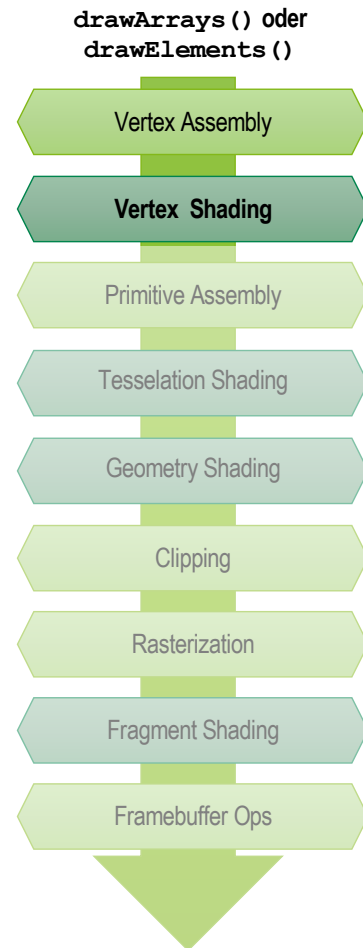 drawArrays() oder
drawElements()
Vertex Assembly
Vertex Shading
Primitive Assembly
Tesselation Shading
Geometry Shading
Clipping
Rasterization
Fragment Shading
Framebuffer Ops